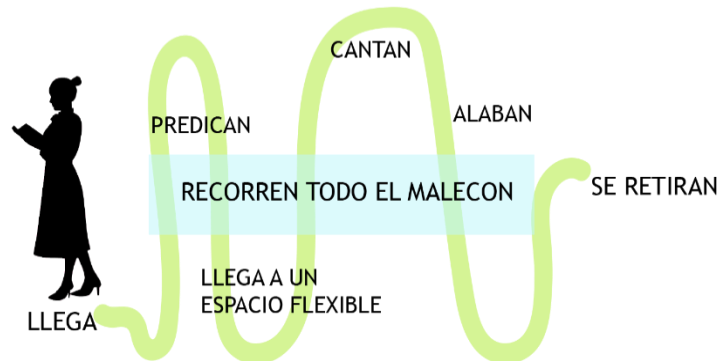 CANTAN
PREDICAN
ALABAN
RECORREN TODO EL MALECON
SE RETIRAN
LLEGA A UN
ESPACIO FLEXIBLE
LLEGA